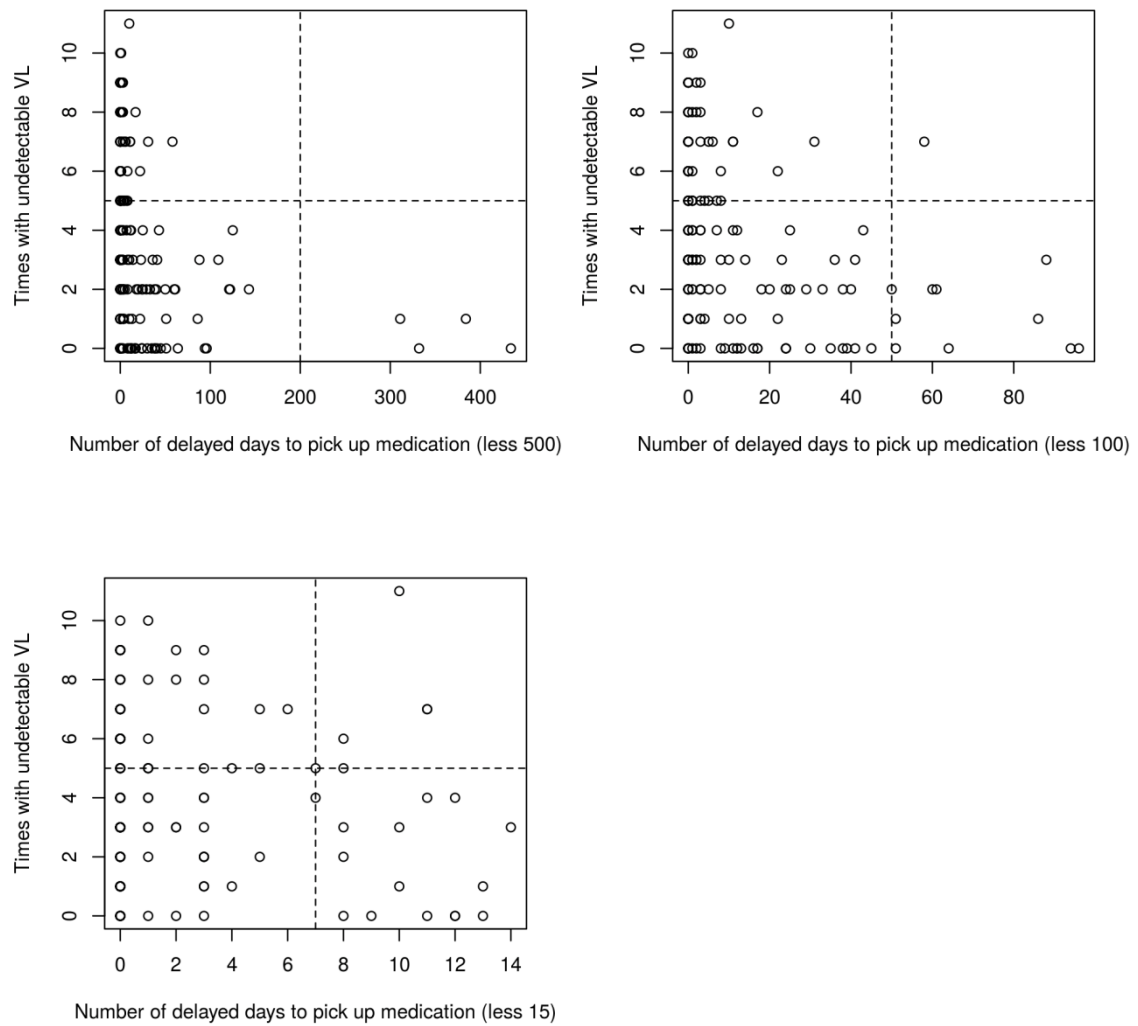 Times with undetectable VL
10
8
6
4
2
0
0 100 200 300 400
Number of delayed days to pick up medication (less 500)
Times with undetectable VL
10
8
6
4
2
0
0 20 40 60 80
Number of delayed days to pick up medication (less 100)
Times with undetectable VL
10
8
6
4
2
0
0 2 4 6 8 10 12 14
Number of delayed days to pick up medication (less 15)